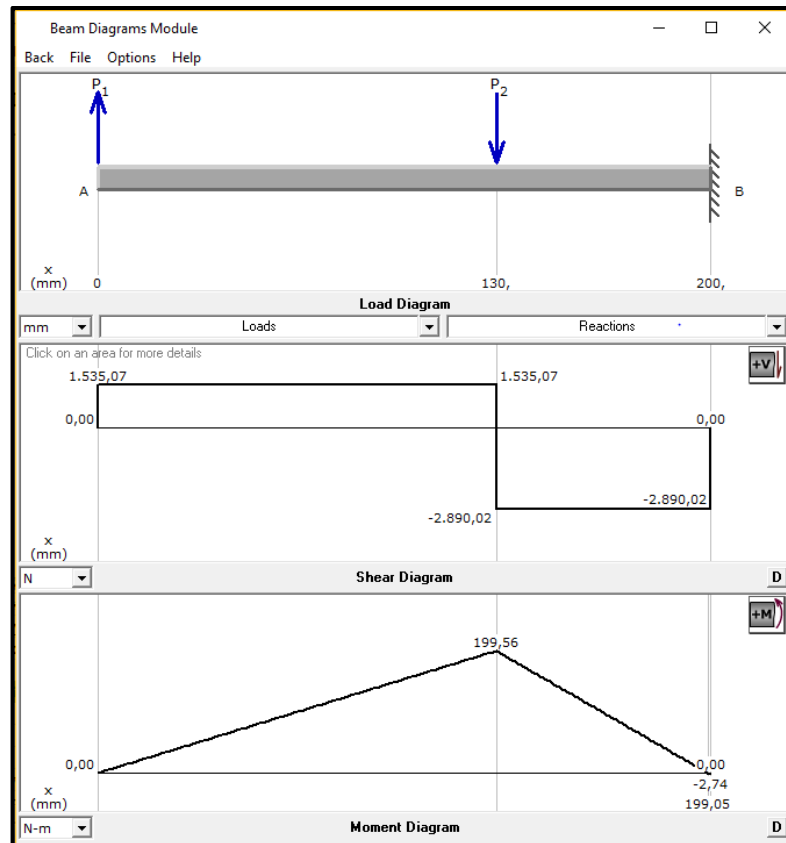 Beam Diagrams Module
Back File Options Help
P1 P2
A B
x
(mm) 0 130, 200,
Load Diagram
mm Loads Reactions
Click on an area for more details
+V
1.535,07 1.535,07
0,00 0,00
-2.890,02 -2.890,02
x
(mm)
N Shear Diagram D
+M
199,56
0,00 0,00
-2,74
x
(mm) 199,05
N-m Moment Diagram D